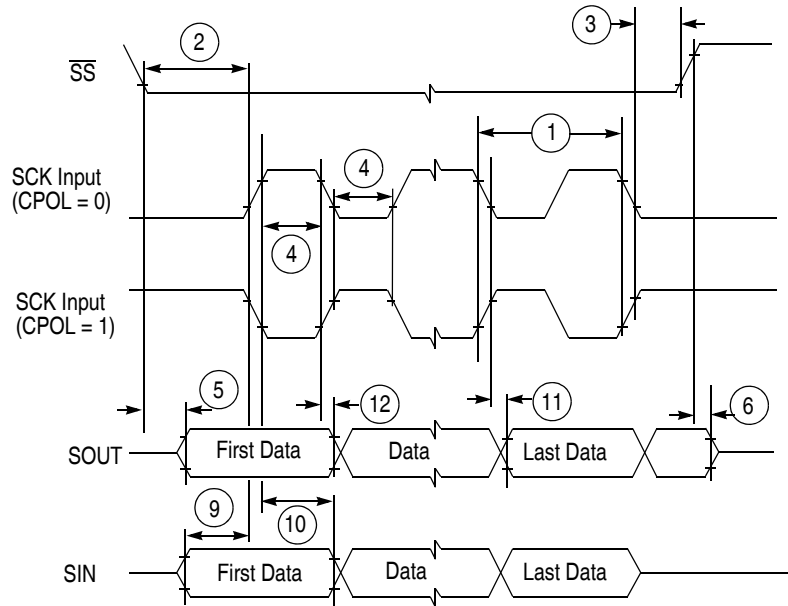 2
3
SS
1
SCK Input
(CPOL = 0)
4
4
SCK Input
(CPOL = 1)
5
12
11
6
SOUT
First Data
Data
Last Data
9
10
SIN
First Data
Data
Last Data